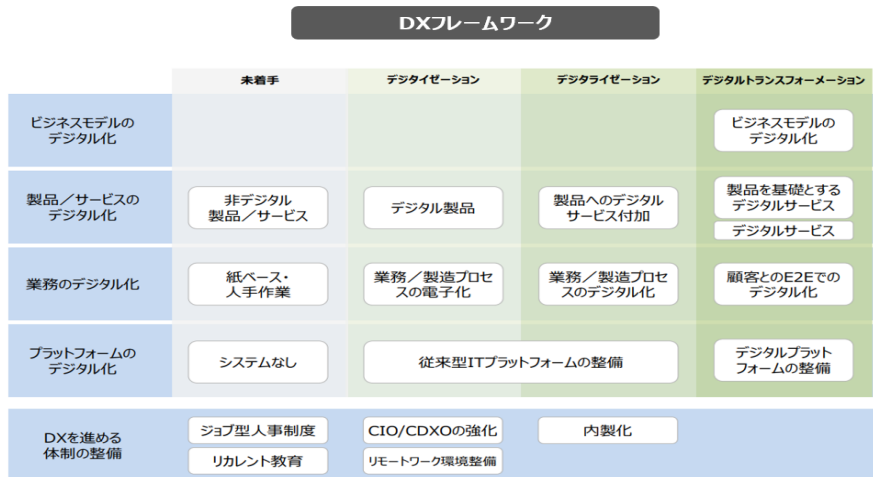 DXフレームワーク
未着手
デジタイゼーション
デジタライゼーション
デジタルトランスフォーメーション
ビジネスモデルの
デジタル化
ビジネスモデルの
デジタル化
製品／サービスの
デジタル化
非デジタル
製品／サービス
デジタル製品
製品へのデジタル
サービス付加
製品を基礎とする
デジタルサービス
デジタルサービス
業務のデジタル化
紙ベース・
人手作業
業務／製造プロセ
スの電子化
業務／製造プロセ
スのデジタル化
顧客とのE2Eでの
デジタル化
プラットフォームの
デジタル化
システムなし
従来型ITプラットフォームの整備
デジタルプラット
フォームの整備
DXを進める
体制の整備
ジョブ型人事制度
CIO/CDXOの強化
内製化
リカレント教育
リモートワーク環境整備